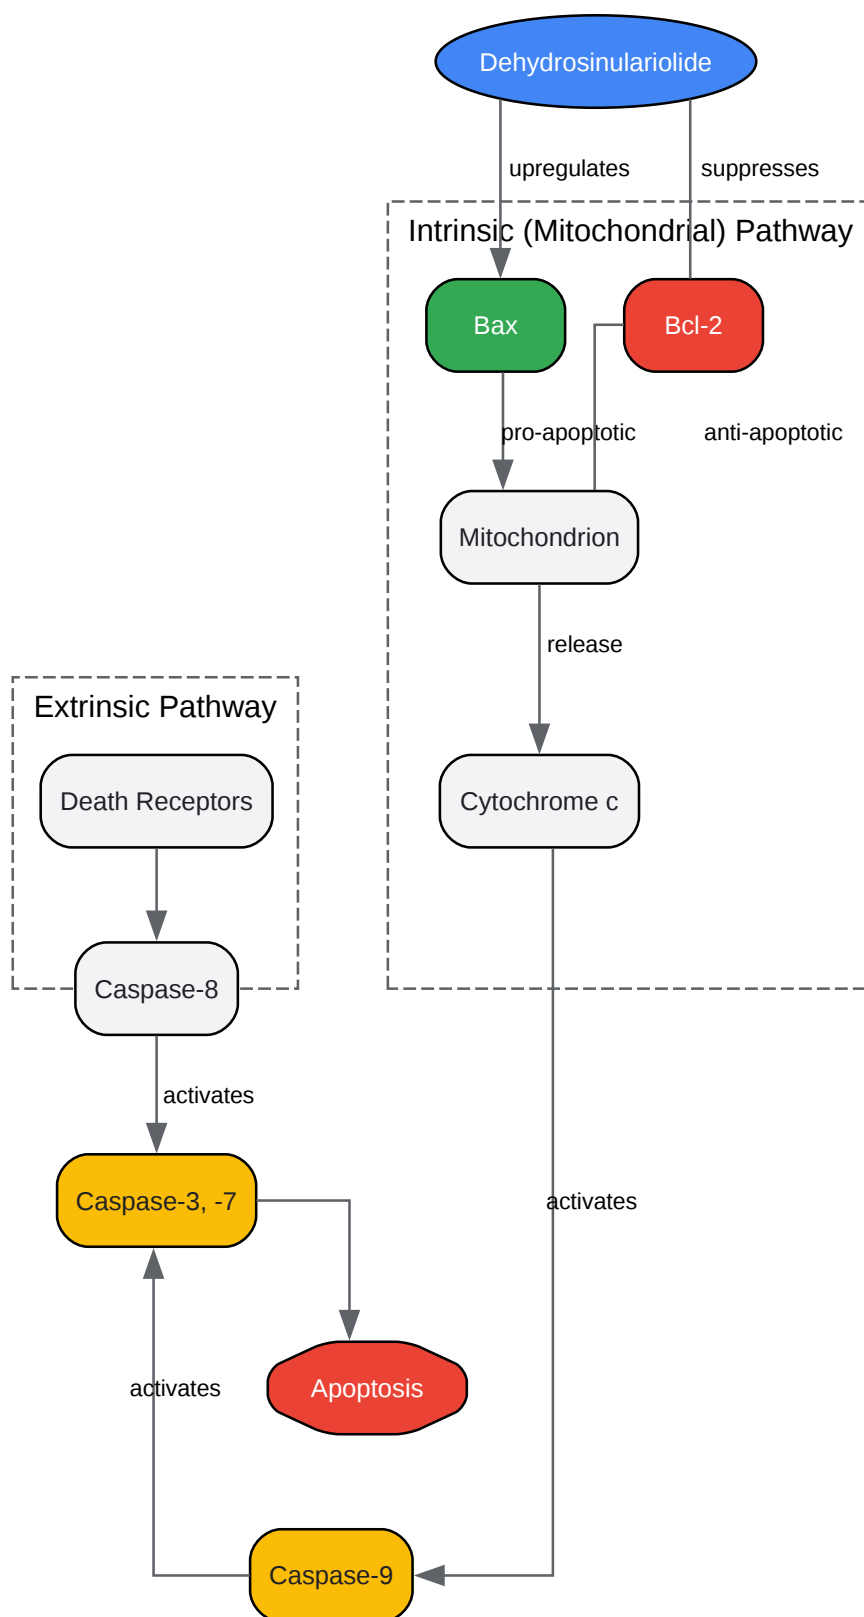 Dehydrosinulariolide
upregulates
suppresses
Intrinsic (Mitochondrial) Pathway
Bax
Bcl-2
pro-apoptotic
anti-apoptotic
Mitochondrion
release
Extrinsic Pathway
Death Receptors
Cytochrome c
Caspase-8
activates
Caspase-3, -7
activates
activates
Apoptosis
Caspase-9